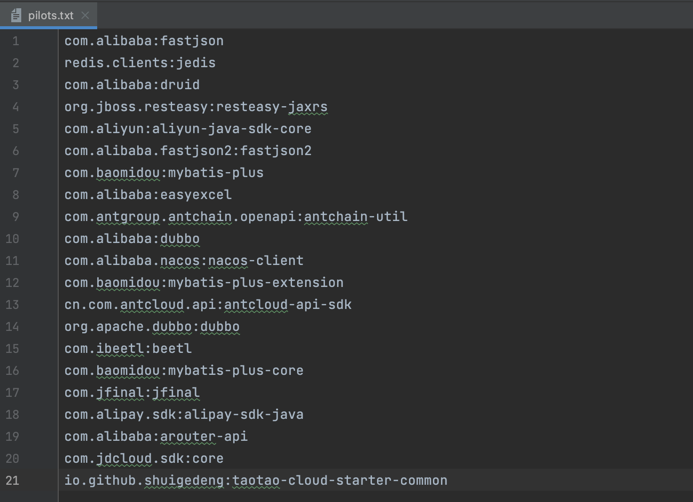 pilots.txt
1 com.alibaba:fastjson
2 redis.clients:jedis
3 com.alibaba:druid
4 org.jboss.resteasy:resteasy-jaxrs
5 com.aliyun:aliyun-java-sdk-core
6 com.alibaba.fastjson2:fastjson2
7 com.baomidou:mybatis-plus
8 com.alibaba:easyexcel
9 com.antgroup.antchain.openapi:antchain-util
10 com.alibaba:dubbo
11 com.alibaba.nacos:nacos-client
12 com.baomidou:mybatis-plus-extension
13 cn.com.antcloud.api:antcloud-api-sdk
14 org.apache.dubbo:dubbo
15 com.ibeetl:beetl
16 com.baomidou:mybatis-plus-core
17 com.jfinal:jfinal
18 com.alipay.sdk:alipay-sdk-java
19 com.alibaba:arouter-api
20 com.jdcloud.sdk:core
21 io.github.shuigedeng:taotao-cloud-starter-common